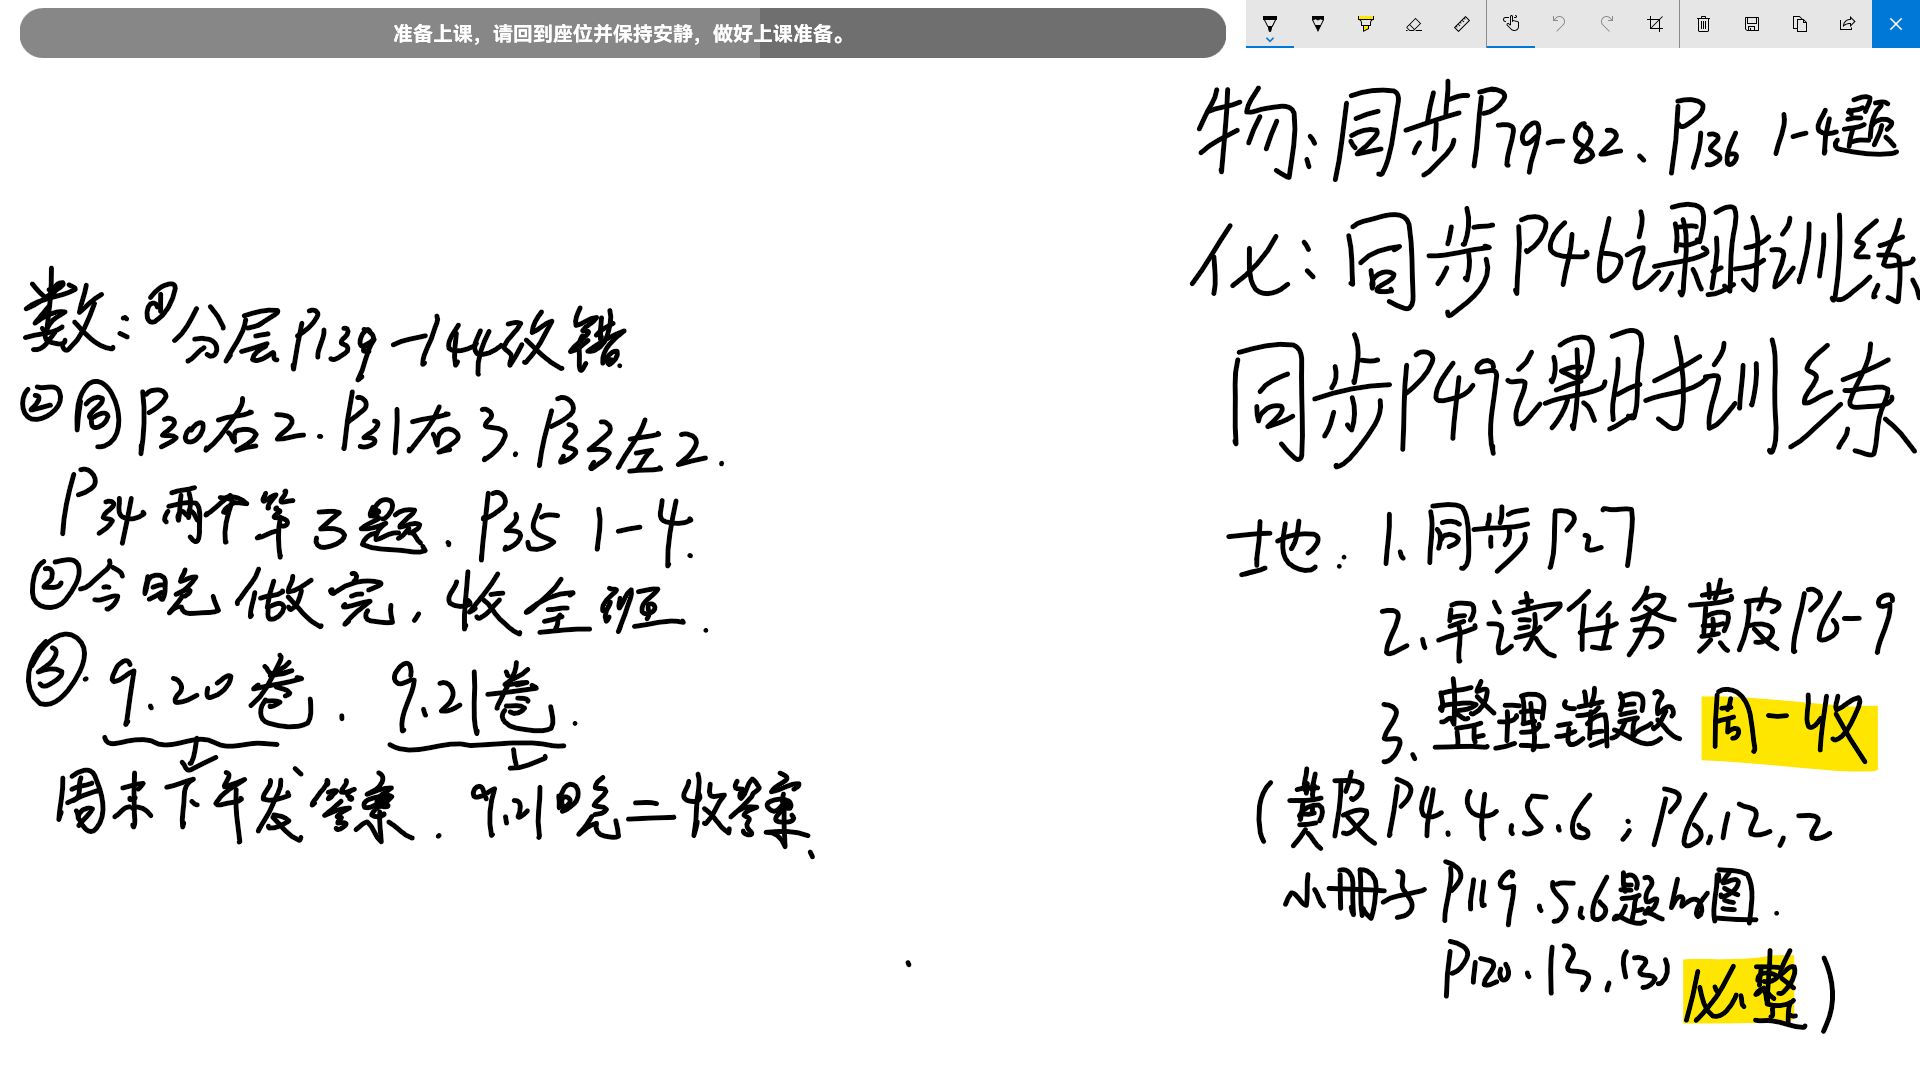 准备上课，请回到座位并保持安静，做好上课准备。
数：①分层P139-144改错.
②同P30右2.P31右3.P33左2.
P34两个第3题.P35 1-4.
②今晚做完,收全班.
③.9.20卷.9.21卷.
周末下午发答案.9.21日晚二收答案.
物：同步P79-82、P136 1-4题
化：同步P46课时训练
同步P49课时训练
地：1、同步P27
2、早读任务黄皮P6-9
3、整理错题 周一收
(黄皮P4.4.5.6；P6.12,2
小册子P119.5.6题的图.
P120.13,(3)必整)